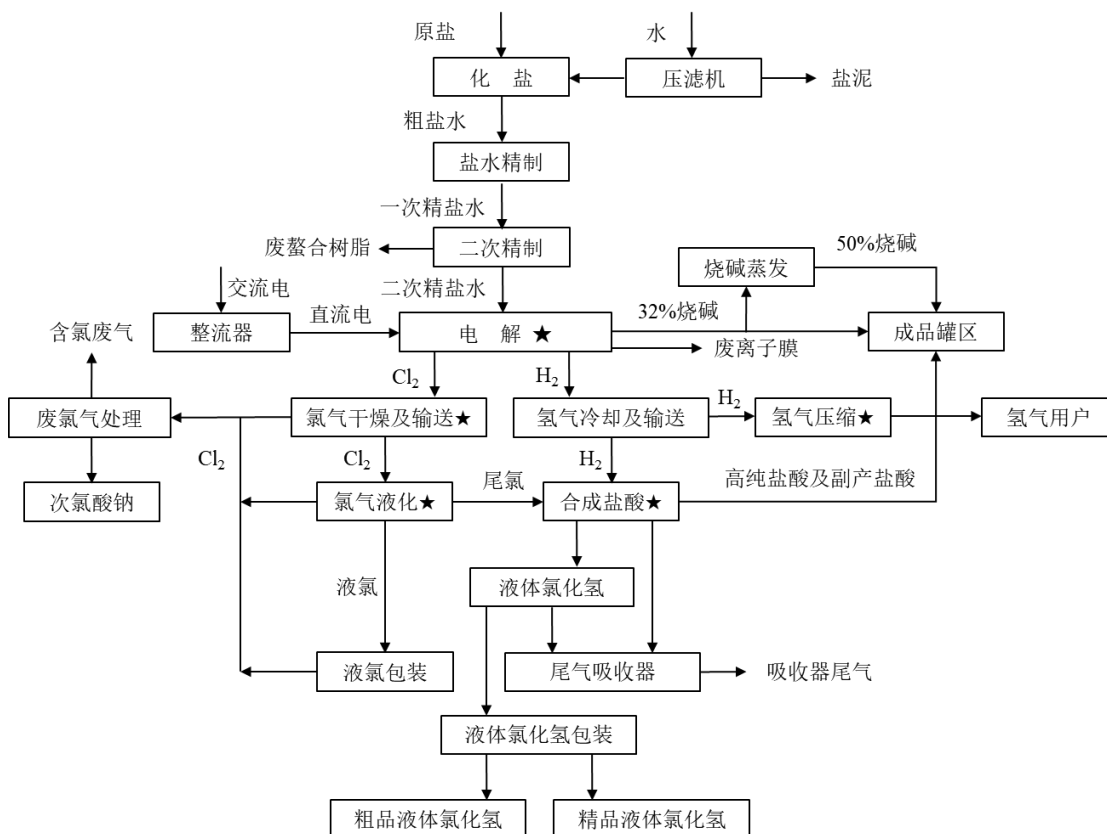 原盐
水
化 盐
压滤机
盐泥
粗盐水
盐水精制
一次精盐水
废螯合树脂
二次精制
50%烧碱
烧碱蒸发
交流电
二次精盐水
直流电
32%烧碱
含氯废气
整流器
电 解★
成品罐区
废离子膜
Cl₂
H₂
废氯气处理
氯气干燥及输送★
氢气冷却及输送
H₂
氢气压缩★
氢气用户
Cl₂
Cl₂
H₂
高纯盐酸及副产盐酸
次氯酸钠
氯气液化★
尾氯
合成盐酸★
液氯
液体氯化氢
液氯包装
尾气吸收器
吸收器尾气
液体氯化氢包装
粗品液体氯化氢
精品液体氯化氢